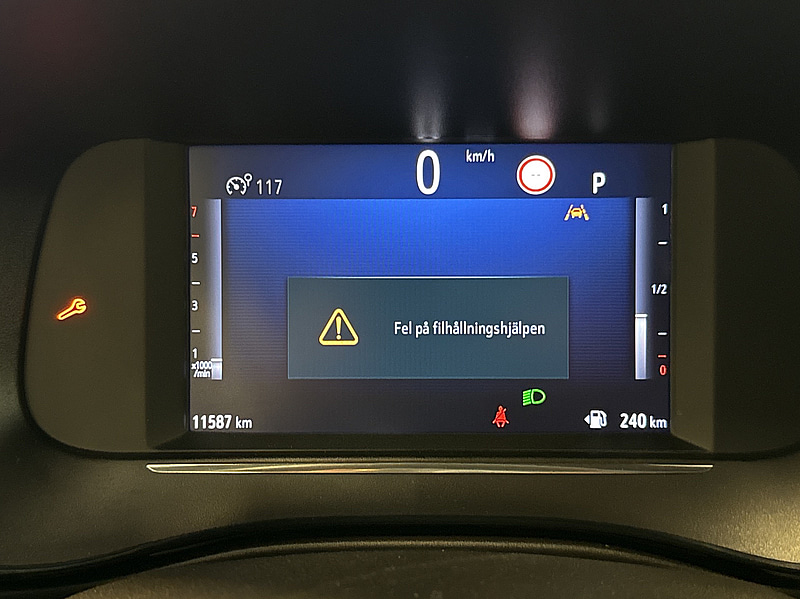 0 km/h
117
-- P
7
5
3
1
x1000
/min
1
1/2
0
Fel på filhållningshjälpen
11587 km
240 km